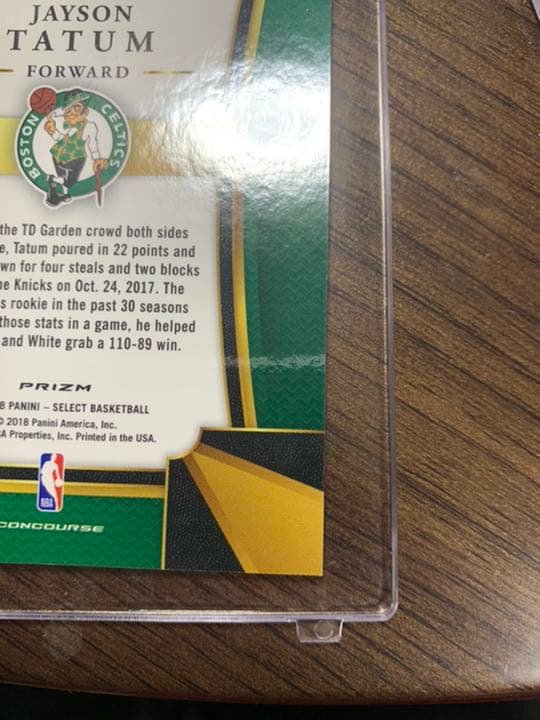 JAYSON
TATUM
FORWARD
BOSTON CELTICS
the TD Garden crowd both sides
e, Tatum poured in 22 points and
wn for four steals and two blocks
ne Knicks on Oct. 24, 2017. The
s rookie in the past 30 seasons
those stats in a game, he helped
and White grab a 110-89 win.
PRIZM
8 PANINI – SELECT BASKETBALL
© 2018 Panini America, Inc.
A Properties, Inc. Printed in the USA.
NBA
CONCOURSE